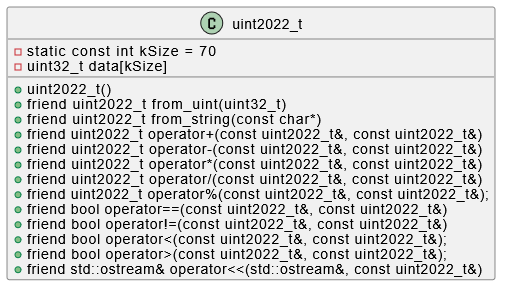 C uint2022_t
static const int kSize = 70
uint32_t data[kSize]
uint2022_t()
friend uint2022_t from_uint(uint32_t)
friend uint2022_t from_string(const char*)
friend uint2022_t operator+(const uint2022_t&, const uint2022_t&)
friend uint2022_t operator-(const uint2022_t&, const uint2022_t&)
friend uint2022_t operator*(const uint2022_t&, const uint2022_t&)
friend uint2022_t operator/(const uint2022_t&, const uint2022_t&)
friend uint2022_t operator%(const uint2022_t&, const uint2022_t&);
friend bool operator==(const uint2022_t&, const uint2022_t&)
friend bool operator!=(const uint2022_t&, const uint2022_t&)
friend bool operator<(const uint2022_t&, const uint2022_t&);
friend bool operator>(const uint2022_t&, const uint2022_t&);
friend std::ostream& operator<<(std::ostream&, const uint2022_t&)